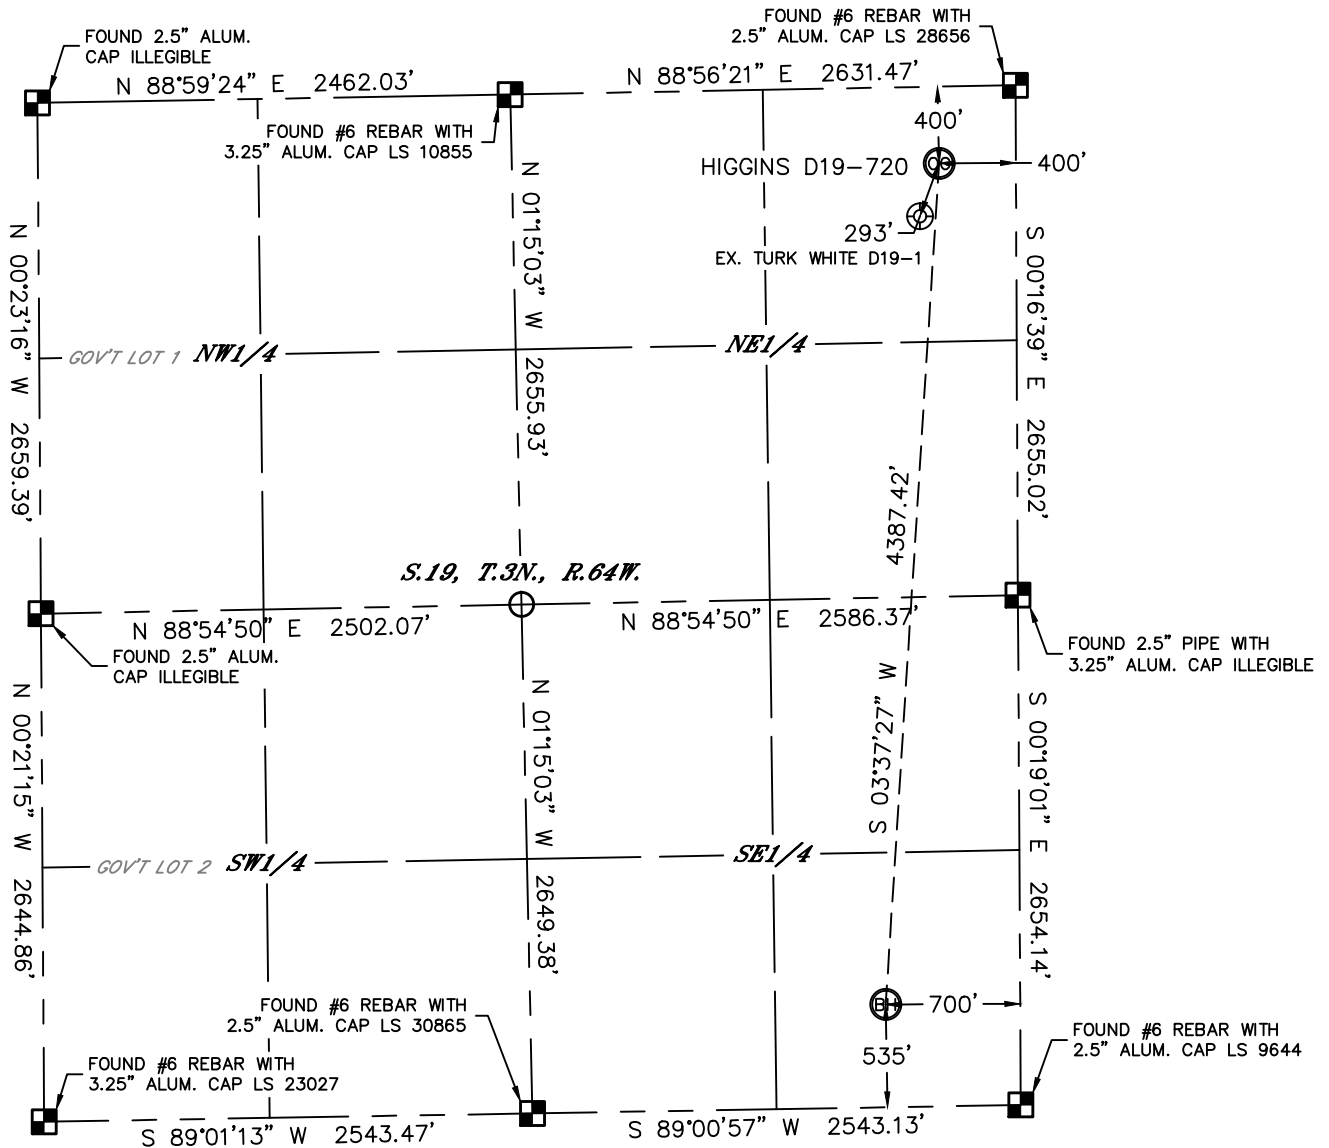 FOUND #6 REBAR WITH
2.5" ALUM. CAP LS 28656
FOUND 2.5" ALUM.
CAP ILLEGIBLE
N 88°59'24" E 2462.03'
N 88°56'21" E 2631.47'
FOUND #6 REBAR WITH
3.25" ALUM. CAP LS 10855
400'
HIGGINS D19-720
400'
293'
EX. TURK WHITE D19-1
N 00°23'16" W 2659.39'
N 01°15'03" W 2655.93'
S 00°16'39" E 2655.02'
GOV'T LOT 1
NW1/4
NE1/4
4387.42'
S 03°37'27" W
S.19, T.3N., R.64W.
N 88°54'50" E 2502.07'
N 88°54'50" E 2586.37'
FOUND 2.5" ALUM.
CAP ILLEGIBLE
FOUND 2.5" PIPE WITH
3.25" ALUM. CAP ILLEGIBLE
N 00°21'15" W 2644.86'
N 01°15'03" W 2649.38'
S 00°19'01" E 2654.14'
GOV'T LOT 2
SW1/4
SE1/4
BH
700'
535'
FOUND #6 REBAR WITH
2.5" ALUM. CAP LS 30865
FOUND #6 REBAR WITH
2.5" ALUM. CAP LS 9644
FOUND #6 REBAR WITH
3.25" ALUM. CAP LS 23027
S 89°01'13" W 2543.47'
S 89°00'57" W 2543.13'